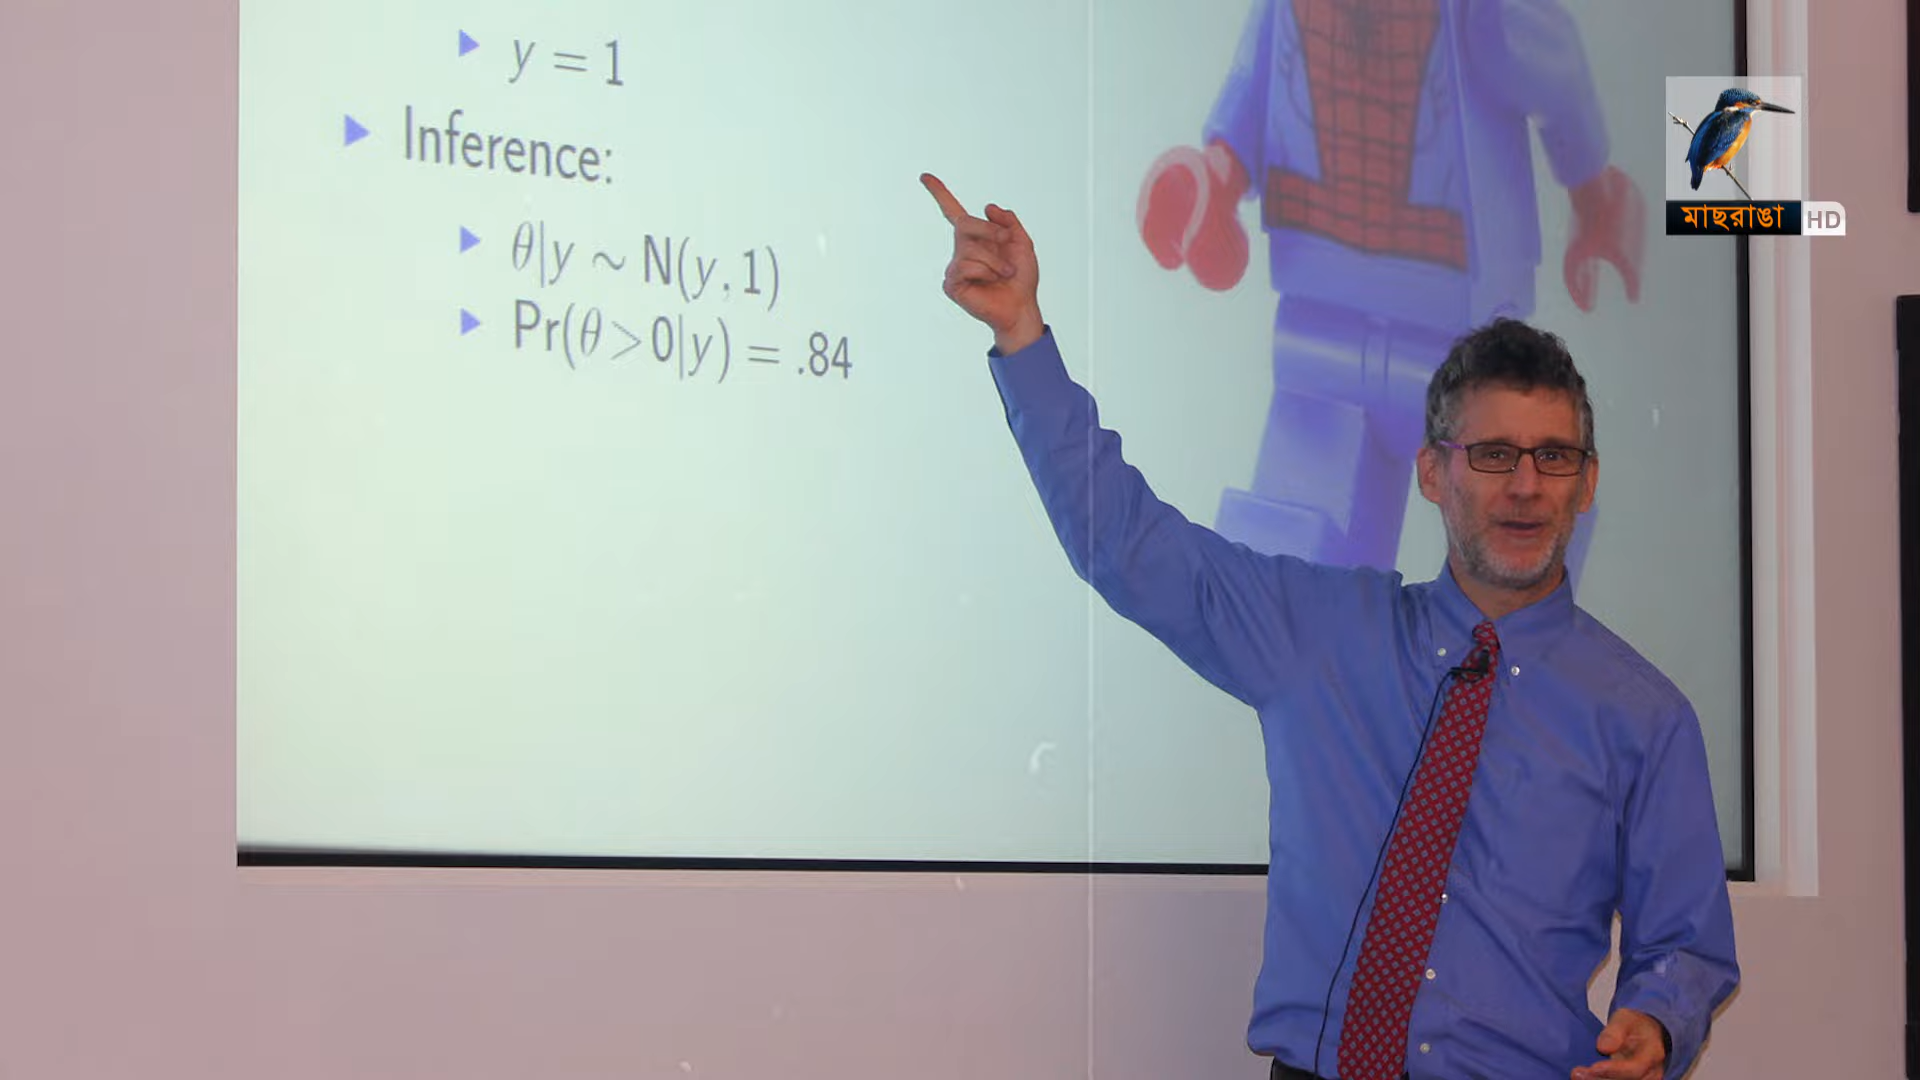 y = 1
Inference:
θ|y ∼ N(y, 1)
Pr(θ > 0|y) = .84
মাছরাঙা HD